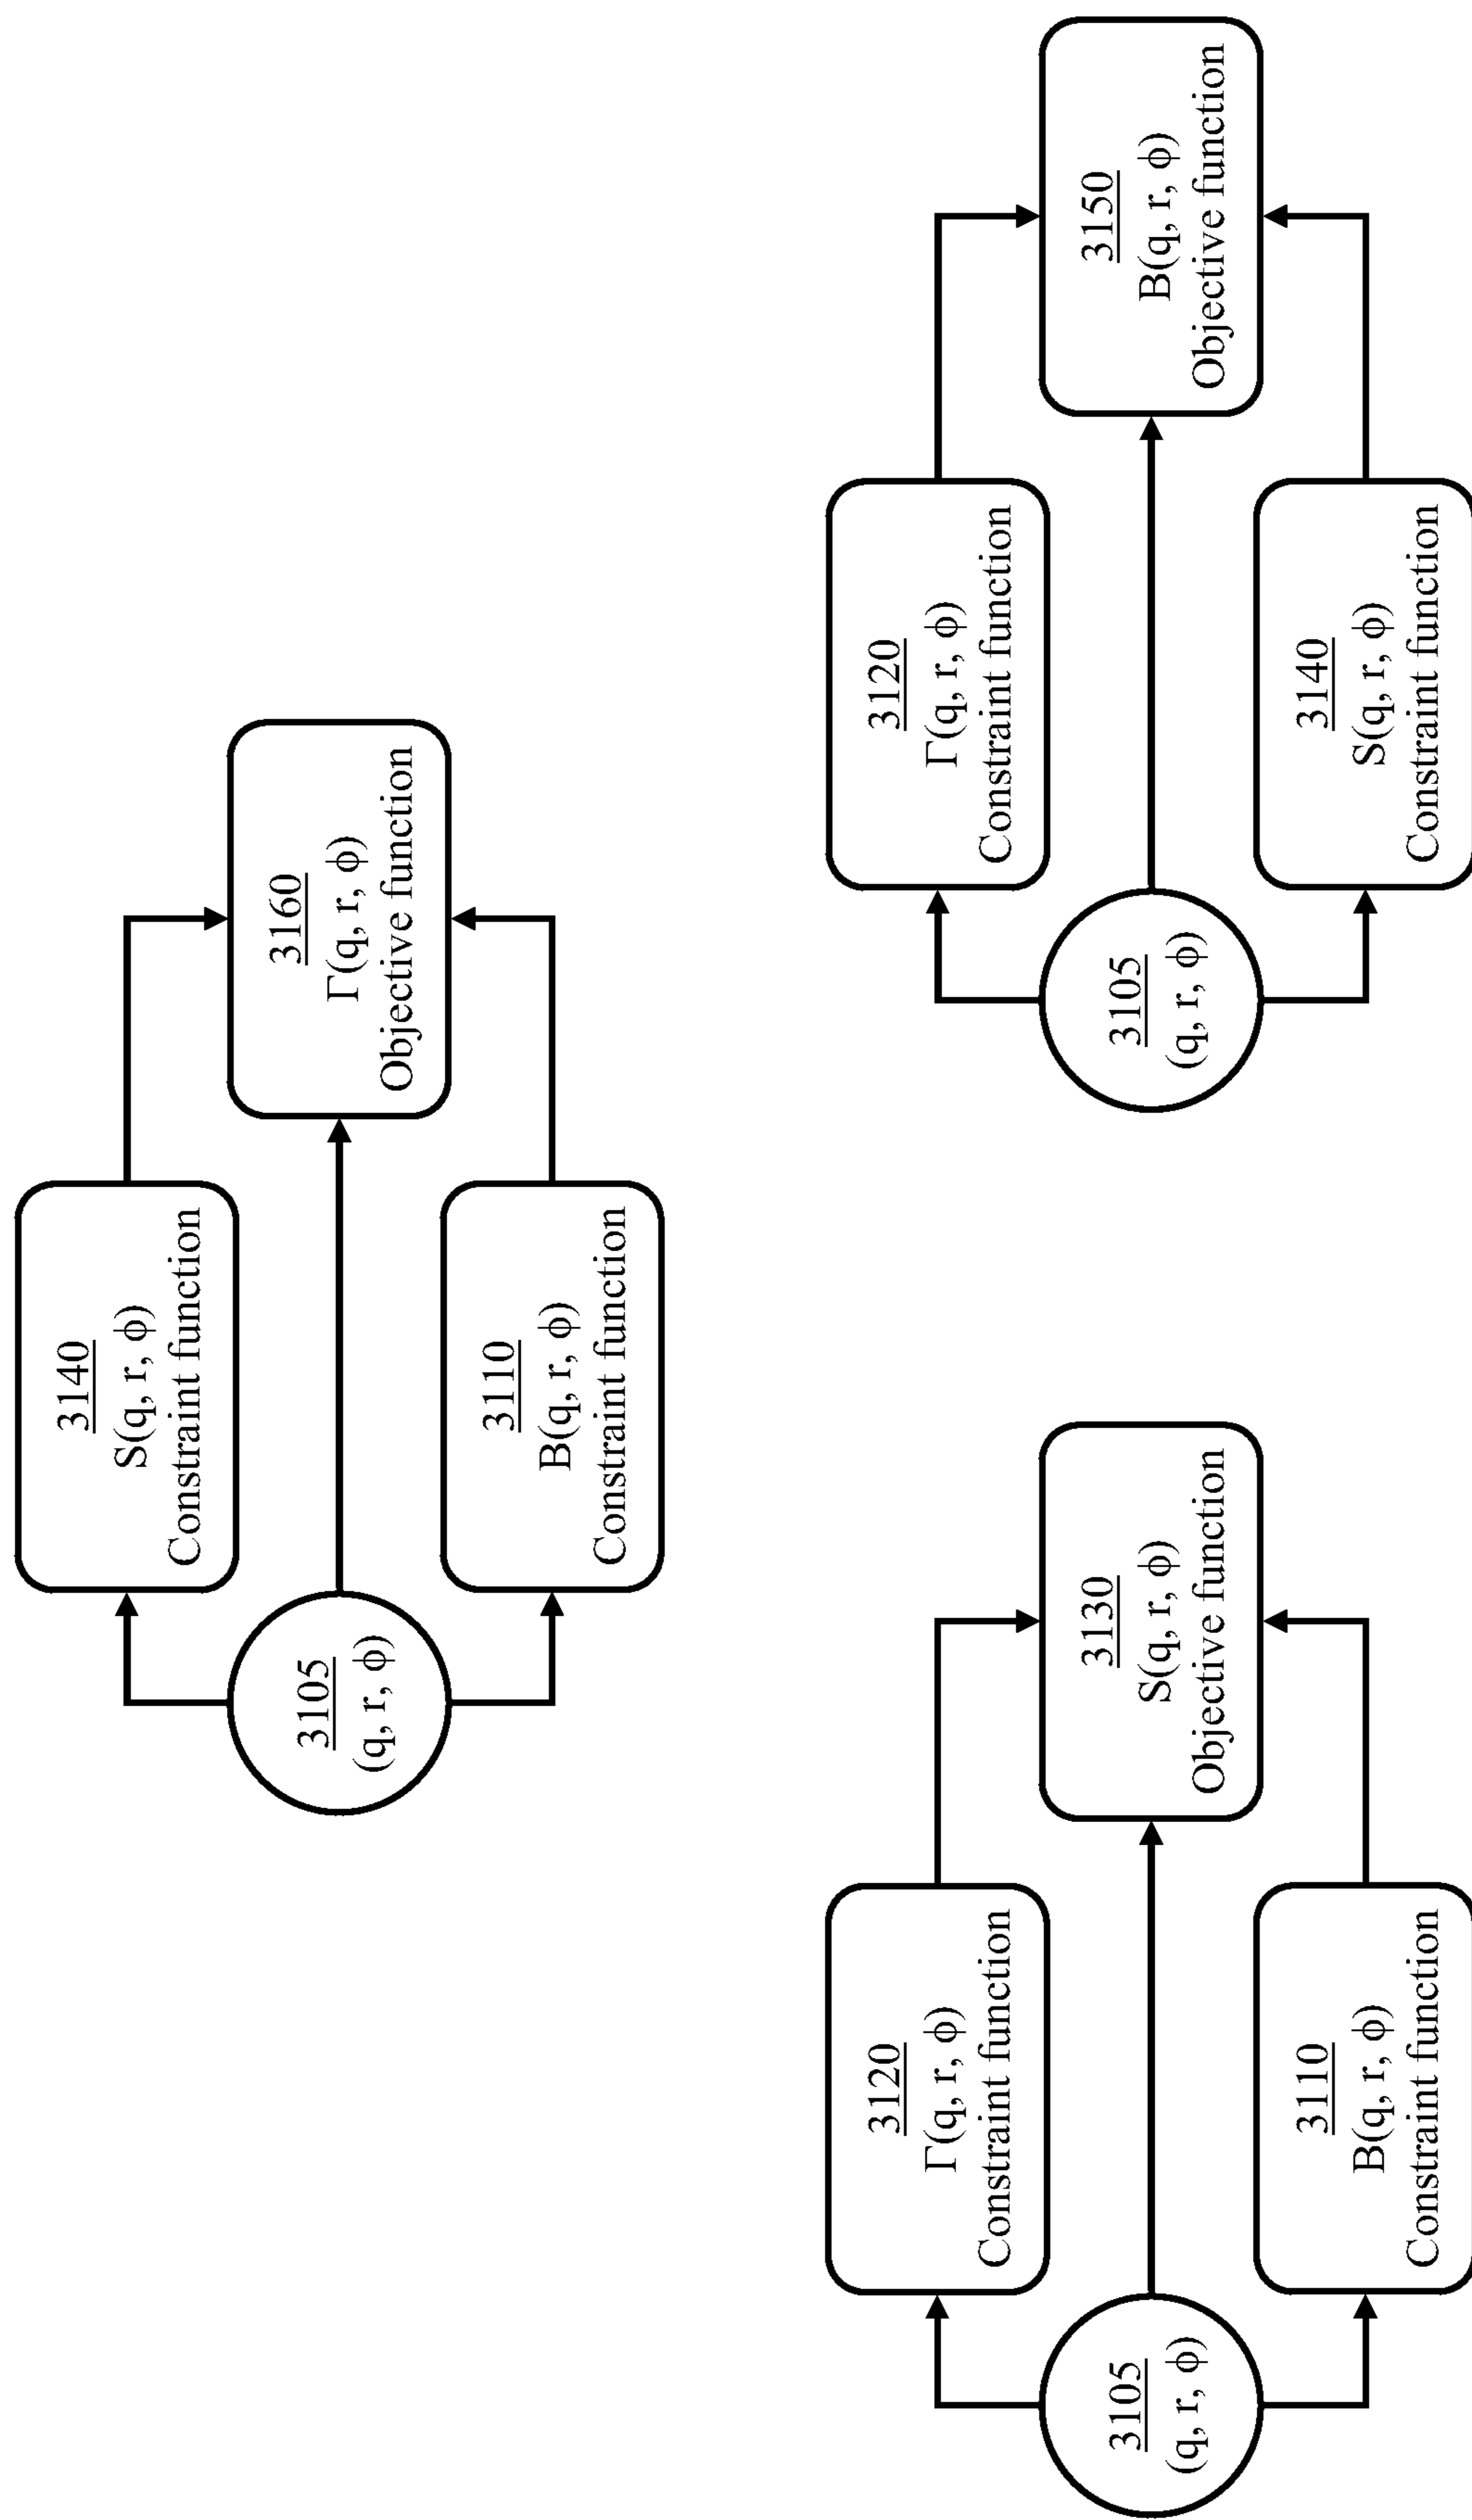 3140
S(q, r, ϕ)
Constraint function
3105
(q, r, ϕ)
3160
Γ(q, r, ϕ)
Objective function
3110
B(q, r, ϕ)
Constraint function
3120
Γ(q, r, ϕ)
Constraint function
3105
(q, r, ϕ)
3130
S(q, r, ϕ)
Objective function
3110
B(q, r, ϕ)
Constraint function
3120
Γ(q, r, ϕ)
Constraint function
3105
(q, r, ϕ)
3150
B(q, r, ϕ)
Objective function
3140
S(q, r, ϕ)
Constraint function